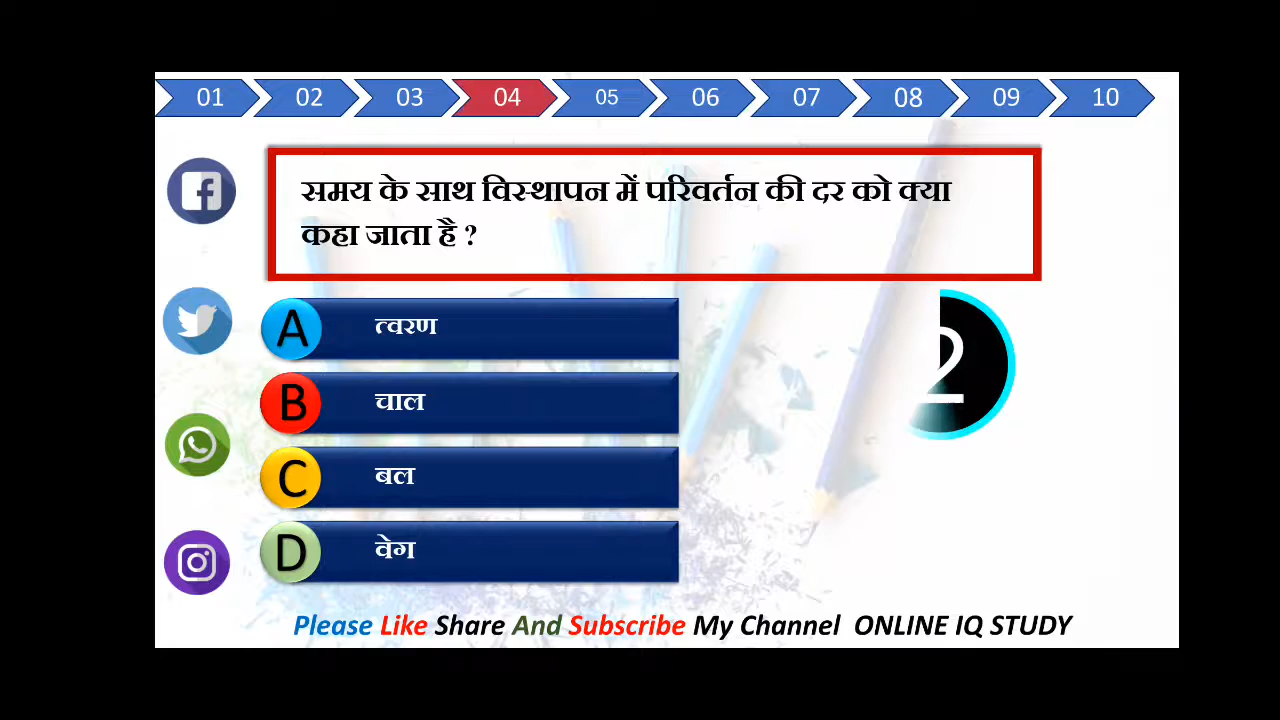 01 02 03 04 05 06 07 08 09 10
समय के साथ विस्थापन में परिवर्तन की दर को क्या
कहा जाता है ?
A त्वरण
2
B चाल
C बल
D वेग
Please Like Share And Subscribe My Channel ONLINE IQ STUDY